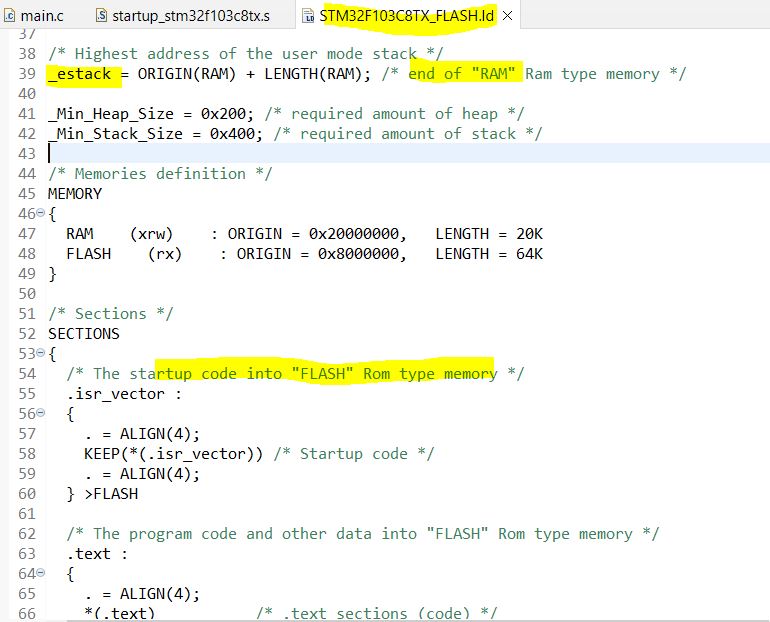 main.c startup_stm32f103c8tx.s STM32F103C8TX_FLASH.ld
37
38 /* Highest address of the user mode stack */
39 _estack = ORIGIN(RAM) + LENGTH(RAM); /* end of "RAM" Ram type memory */
40
41 _Min_Heap_Size = 0x200; /* required amount of heap */
42 _Min_Stack_Size = 0x400; /* required amount of stack */
43
44 /* Memories definition */
45 MEMORY
46 {
47 RAM (xrw) : ORIGIN = 0x20000000, LENGTH = 20K
48 FLASH (rx) : ORIGIN = 0x8000000, LENGTH = 64K
49 }
50
51 /* Sections */
52 SECTIONS
53 {
54 /* The startup code into "FLASH" Rom type memory */
55 .isr_vector :
56 {
57 . = ALIGN(4);
58 KEEP(*(.isr_vector)) /* Startup code */
59 . = ALIGN(4);
60 } >FLASH
61
62 /* The program code and other data into "FLASH" Rom type memory */
63 .text :
64 {
65 . = ALIGN(4);
66 *(.text) /* .text sections (code) */